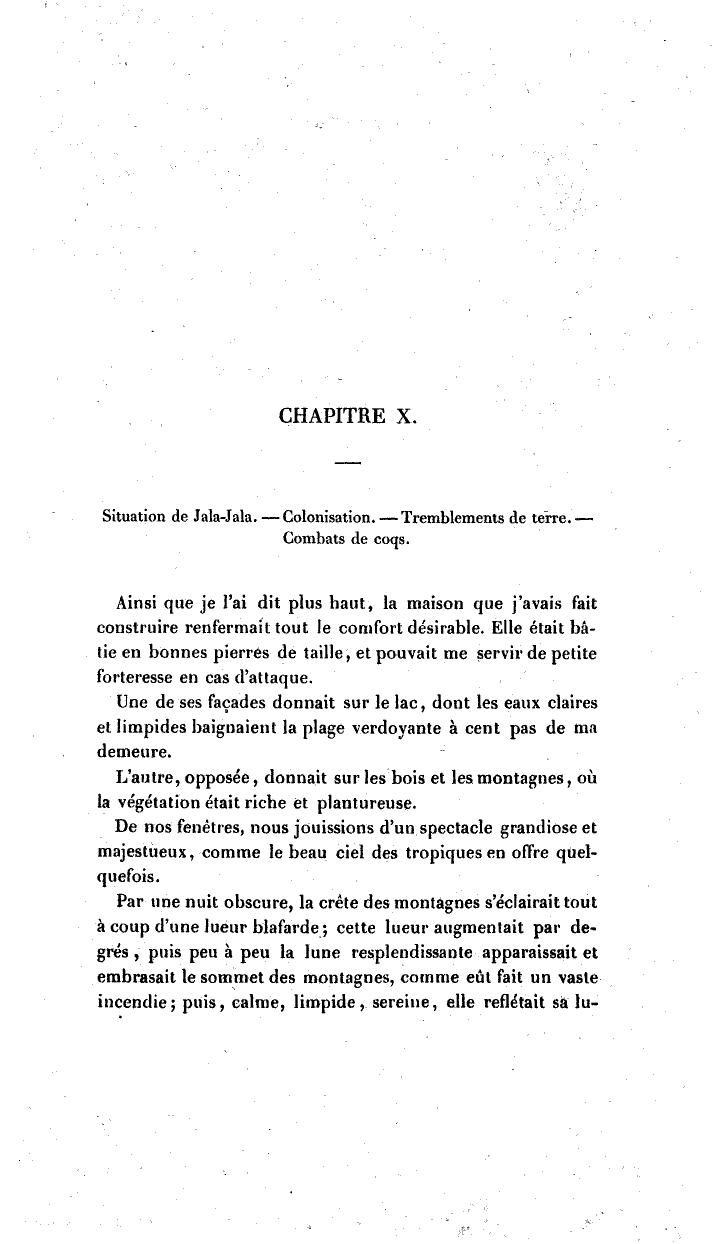 CHAPITRE X.
Situation de Jala-Jala. — Colonisation. — Tremblements de terre. —
Combats de coqs.
Ainsi que je l'ai dit plus haut, la maison que j'avais fait
construire renfermait tout le comfort désirable. Elle était bâ-
tie en bonnes pierres de taille, et pouvait me servir de petite
forteresse en cas d'attaque.
Une de ses façades donnait sur le lac, dont les eaux claires
et limpides baignaient la plage verdoyante à cent pas de ma
demeure.
L'autre, opposée, donnait sur les bois et les montagnes, où
la végétation était riche et plantureuse.
De nos fenêtres, nous jouissions d'un spectacle grandiose et
majestueux, comme le beau ciel des tropiques en offre quel-
quefois.
Par une nuit obscure, la crête des montagnes s'éclairait tout
à coup d'une lueur blafarde; cette lueur augmentait par de-
grés, puis peu à peu la lune resplendissante apparaissait et
embrasait le sommet des montagnes, comme eût fait un vaste
incendie; puis, calme, limpide, sereine, elle reflétait sa lu-